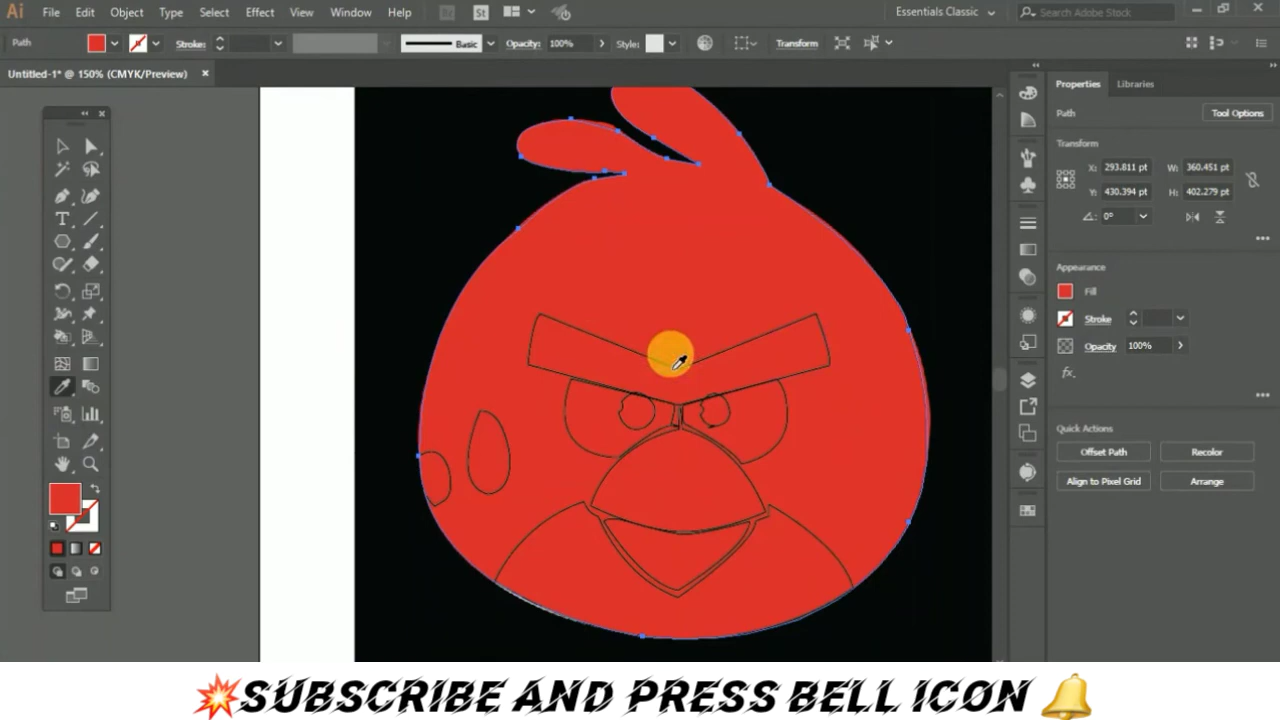 Ai File Edit Object Type Select Effect View Window Help Br St Essentials Classic Search Adobe Stock
Path Stroke: Basic Opacity: 100% Style: Transform
Untitled-1* @ 150% (CMYK/Preview)
Properties Libraries
Path Tool Options
Transform
X: 293.811 pt W: 360.451 pt
Y: 430.394 pt H: 402.279 pt
0°
Appearance
Fill
Stroke
Opacity 100%
fx.
Quick Actions
Offset Path Recolor
Align to Pixel Grid Arrange
SUBSCRIBE AND PRESS BELL ICON